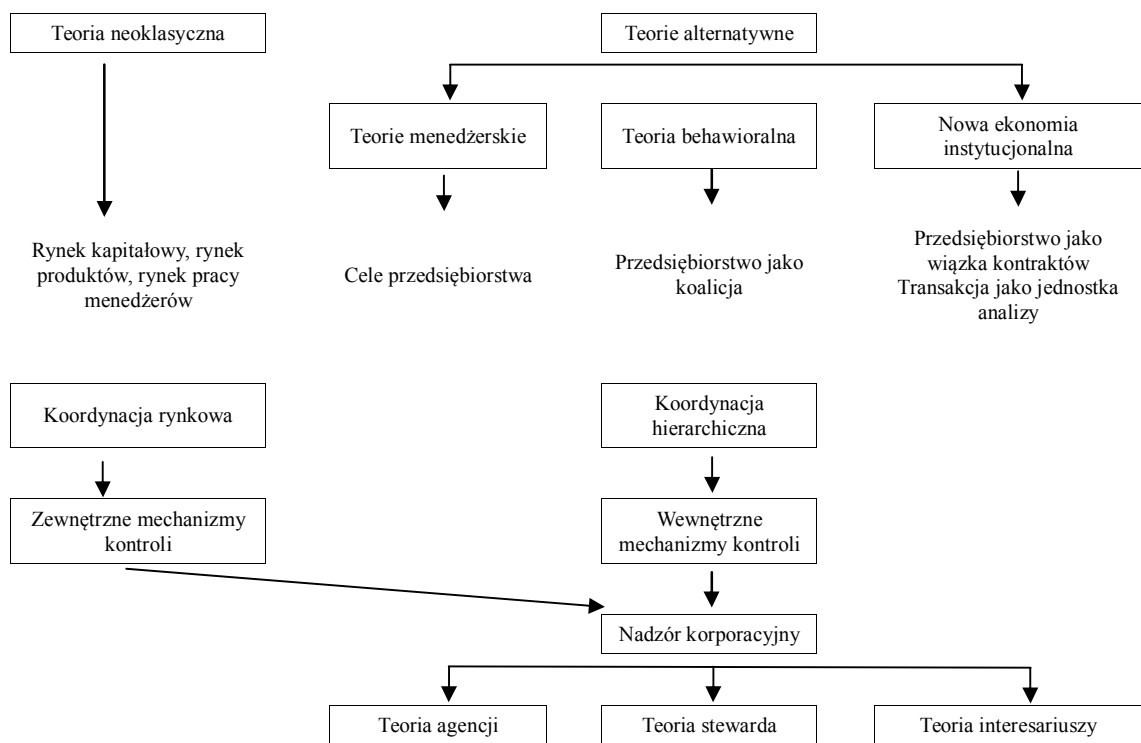 Teoria neoklasyczna
Teorie alternatywne
Teorie menedżerskie
Teoria behawioralna
Nowa ekonomia
instytucjonalna
Rynek kapitałowy, rynek
produktów, rynek pracy
menedżerów
Cele przedsiębiorstwa
Przedsiębiorstwo jako
koalicja
Przedsiębiorstwo jako
wiązka kontraktów
Transakcja jako jednostka
analizy
Koordynacja rynkowa
Koordynacja
hierarchiczna
Zewnętrzne mechanizmy
kontroli
Wewnętrzne
mechanizmy kontroli
Nadzór korporacyjny
Teoria agencji
Teoria stewarda
Teoria interesariuszy